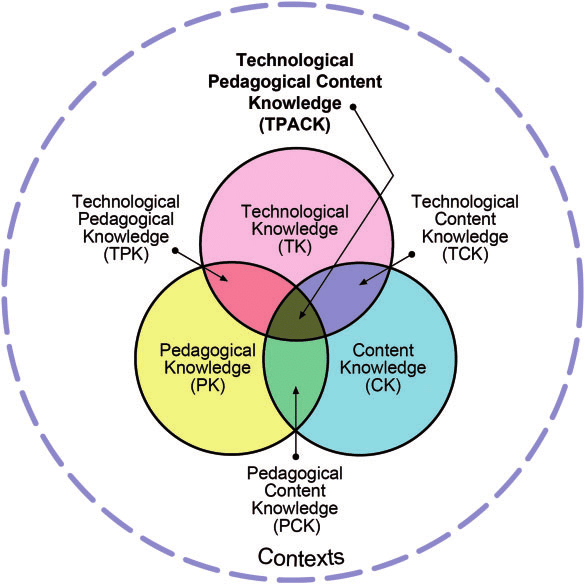 Technological
Pedagogical Content
Knowledge
(TPACK)
Technological
Pedagogical
Knowledge
(TPK)
Technological
Knowledge
(TK)
Technological
Content
Knowledge
(TCK)
Pedagogical
Knowledge
(PK)
Content
Knowledge
(CK)
Pedagogical
Content
Knowledge
(PCK)
Contexts